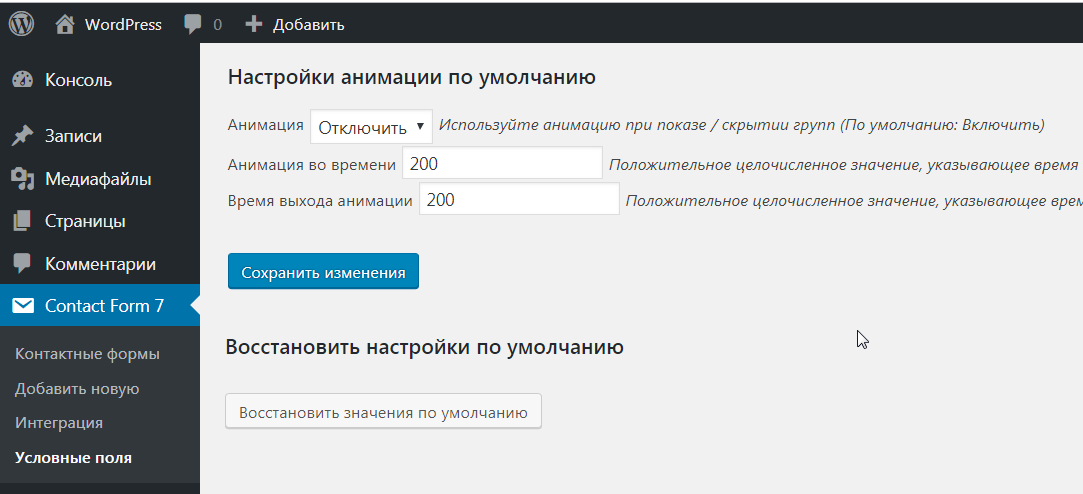 WordPress 0 Добавить
Консоль
Записи
Медиафайлы
Страницы
Комментарии
Contact Form 7
Контактные формы
Добавить новую
Интеграция
Условные поля
Настройки анимации по умолчанию
Анимация Отключить Используйте анимацию при показе / скрытии групп (По умолчанию: Включить)
Анимация во времени 200 Положительное целочисленное значение, указывающее время
Время выхода анимации 200 Положительное целочисленное значение, указывающее врем
Сохранить изменения
Восстановить настройки по умолчанию
Восстановить значения по умолчанию